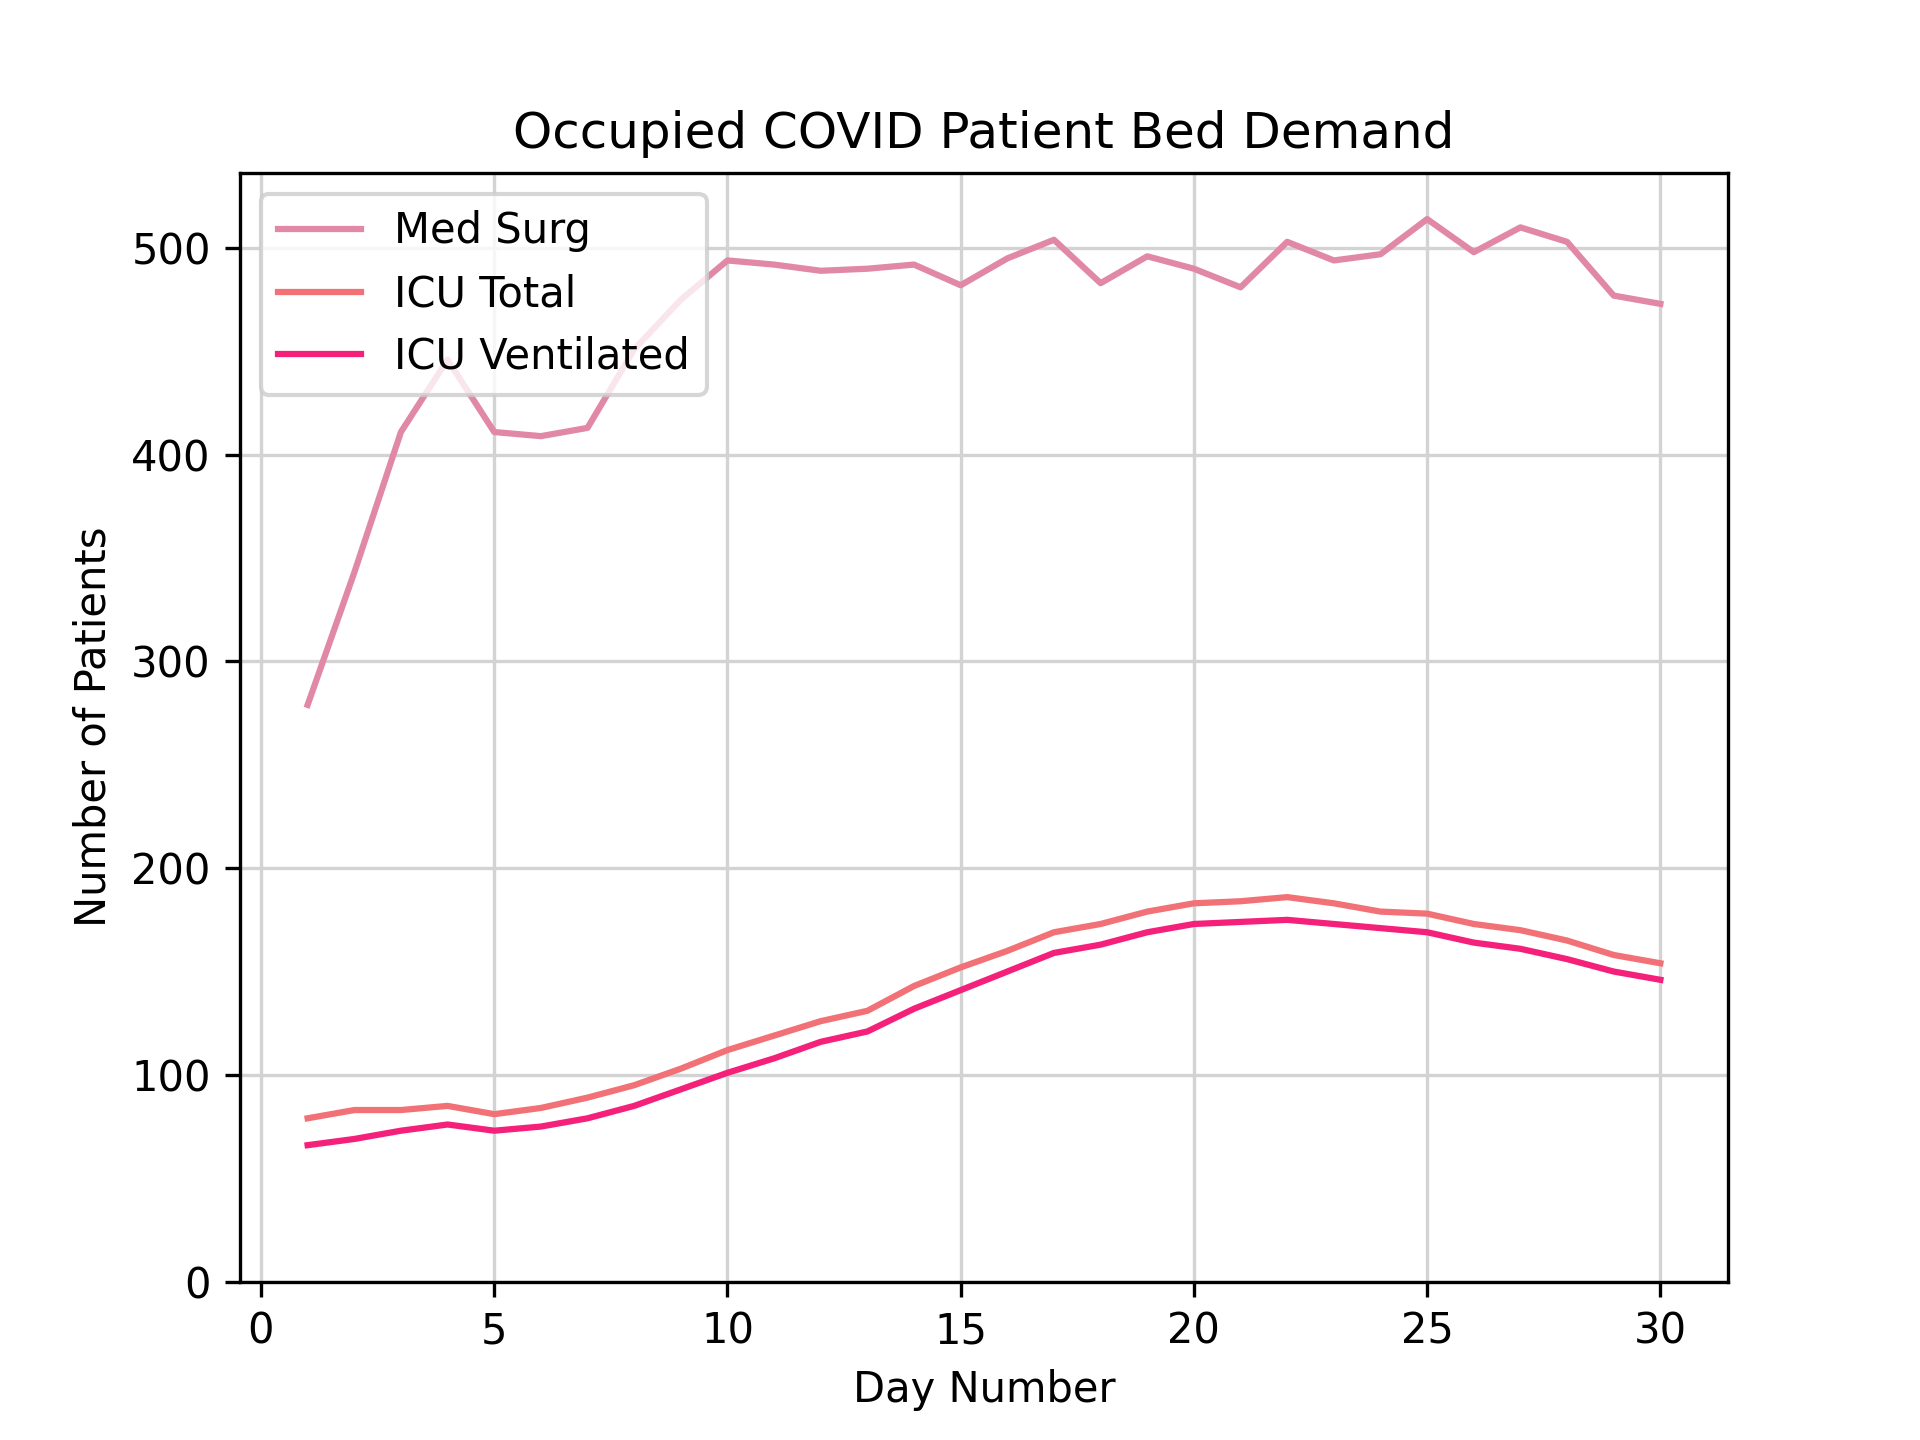 Occupied COVID Patient Bed Demand
Med Surg
ICU Total
ICU Ventilated
500
400
300
200
100
0
Number of Patients
0 5 10 15 20 25 30
Day Number